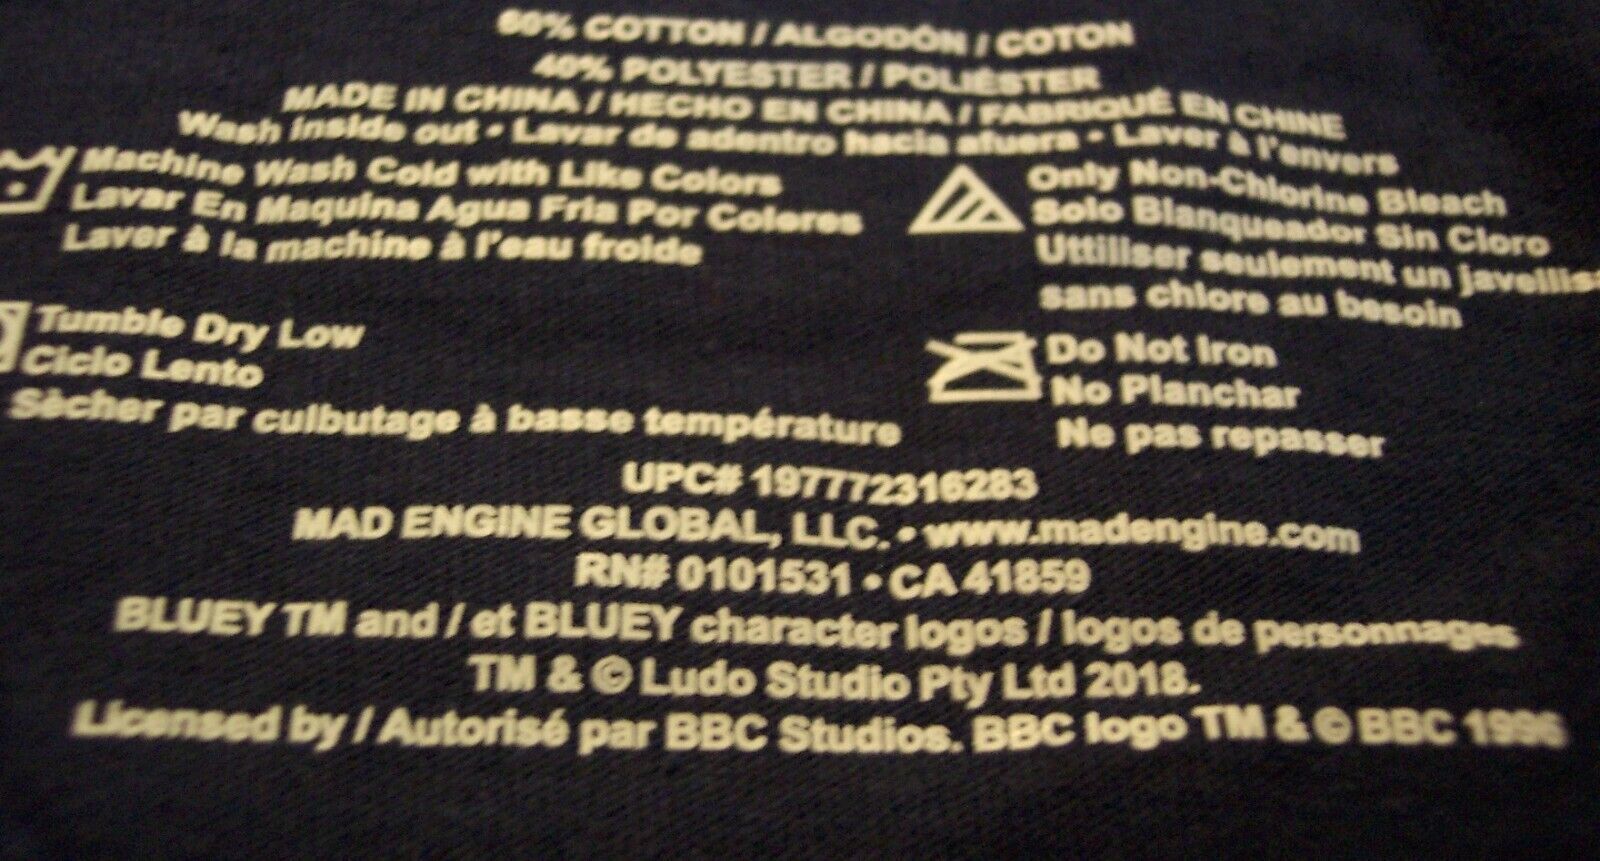 60% COTTON / ALGODÓN / COTON
40% POLYESTER / POLIÉSTER
MADE IN CHINA / HECHO EN CHINA / FABRIQUÉ EN CHINE
Wash inside out • Lavar de adentro hacia afuera • Laver à l'envers
Machine Wash Cold with Like Colors
Lavar En Maquina Agua Fria Por Coleres
Laver à la machine à l'eau froide
Only Non-Chlorine Bleach
Solo Blanqueador Sin Cloro
Uttiliser seulement un javellis
sans chlore au besoin
Tumble Dry Low
Ciclo Lento
Sècher par culbutage à basse température
Do Not Iron
No Planchar
Ne pas repasser
UPC# 197772316283
MAD ENGINE GLOBAL, LLC. • www.madengine.com
RN# 0101531 • CA 41859
BLUEY TM and / et BLUEY character logos / logos de personnages
TM & © Ludo Studio Pty Ltd 2018.
Licensed by / Autorisé par BBC Studios. BBC logo TM & © BBC 1996